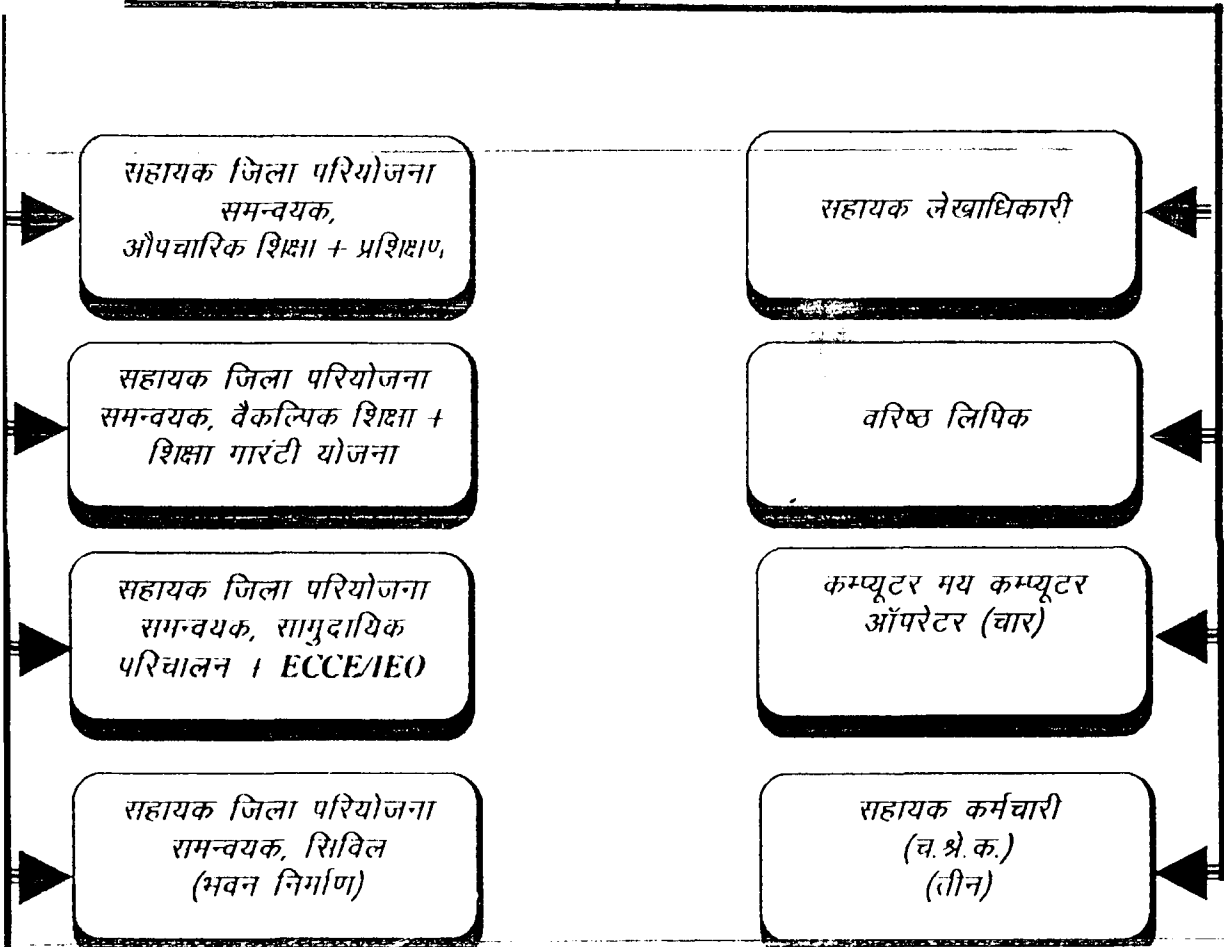 सहायक जिला परियोजना
समन्वयक,
औपचारिक शिक्षा + प्रशिक्षण
सहायक जिला परियोजना
समन्वयक, वैकल्पिक शिक्षा +
शिक्षा गारंटी योजना
सहायक जिला परियोजना
समन्वयक, सामुदायिक
परिचालन + ECCE/IEO
सहायक जिला परियोजना
समन्वयक, सिविल
(भवन निर्माण)
सहायक लेखाधिकारी
वरिष्ठ लिपिक
कम्प्यूटर मय कम्प्यूटर
ऑपरेटर (चार)
सहायक कर्मचारी
(च.श्रे.क.)
(तीन)